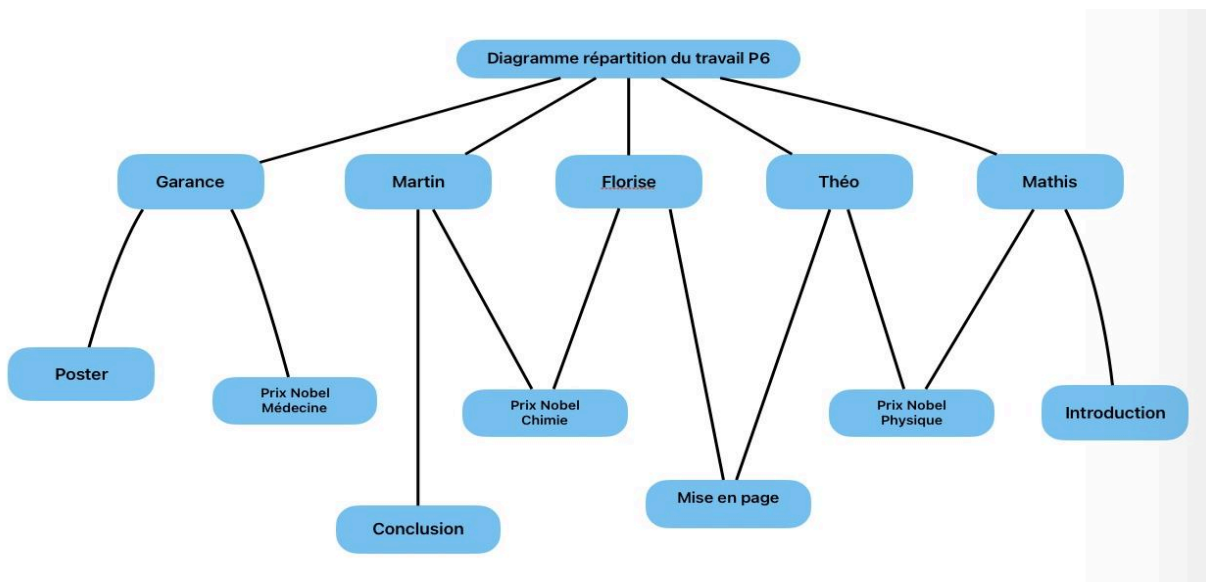 Diagramme répartition du travail P6
Garance
Martin
Florise
Théo
Mathis
Poster
Prix Nobel
Médecine
Prix Nobel
Chimie
Prix Nobel
Physique
Introduction
Mise en page
Conclusion